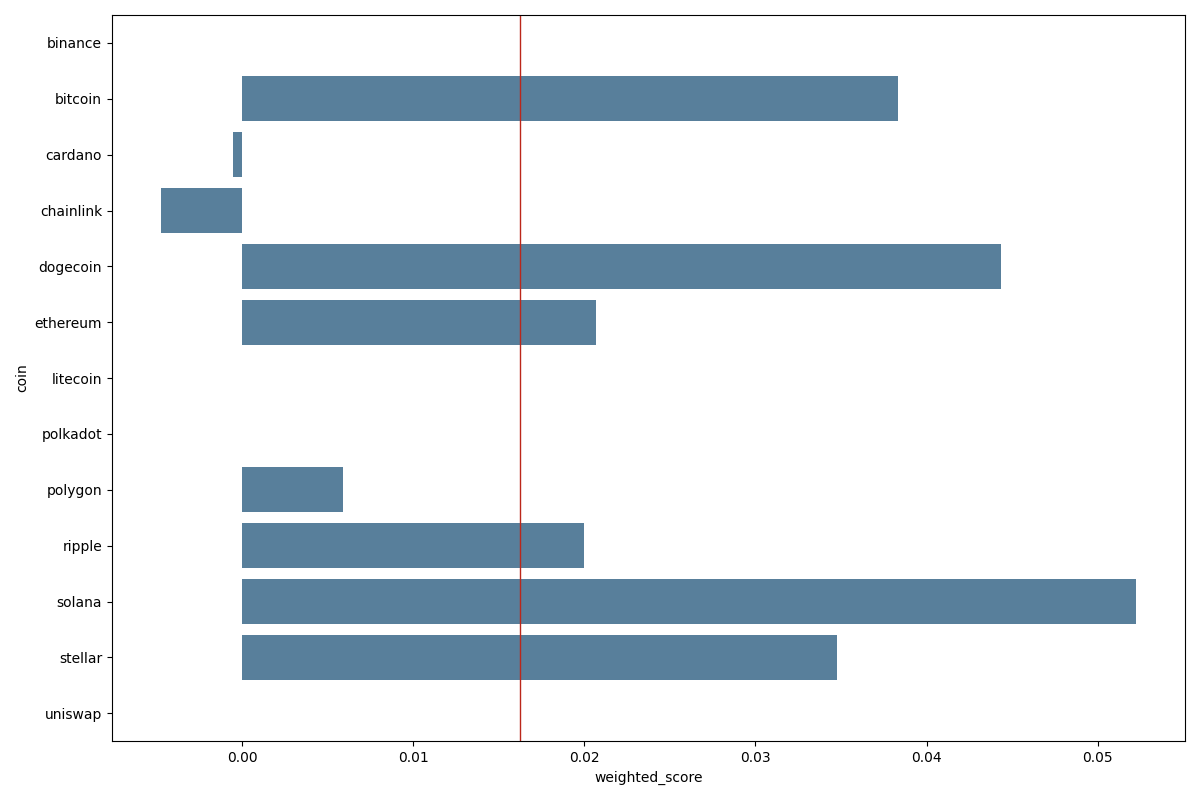 binance
bitcoin
cardano
chainlink
dogecoin
ethereum
litecoin
polkadot
polygon
ripple
solana
stellar
uniswap
coin
0.00 0.01 0.02 0.03 0.04 0.05
weighted_score